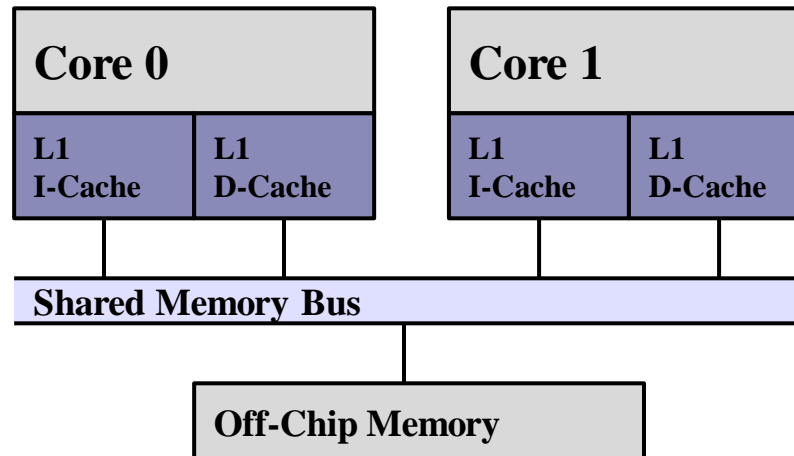 Core 0
Core 1
L1
I-Cache
L1
D-Cache
L1
I-Cache
L1
D-Cache
Shared Memory Bus
Off-Chip Memory